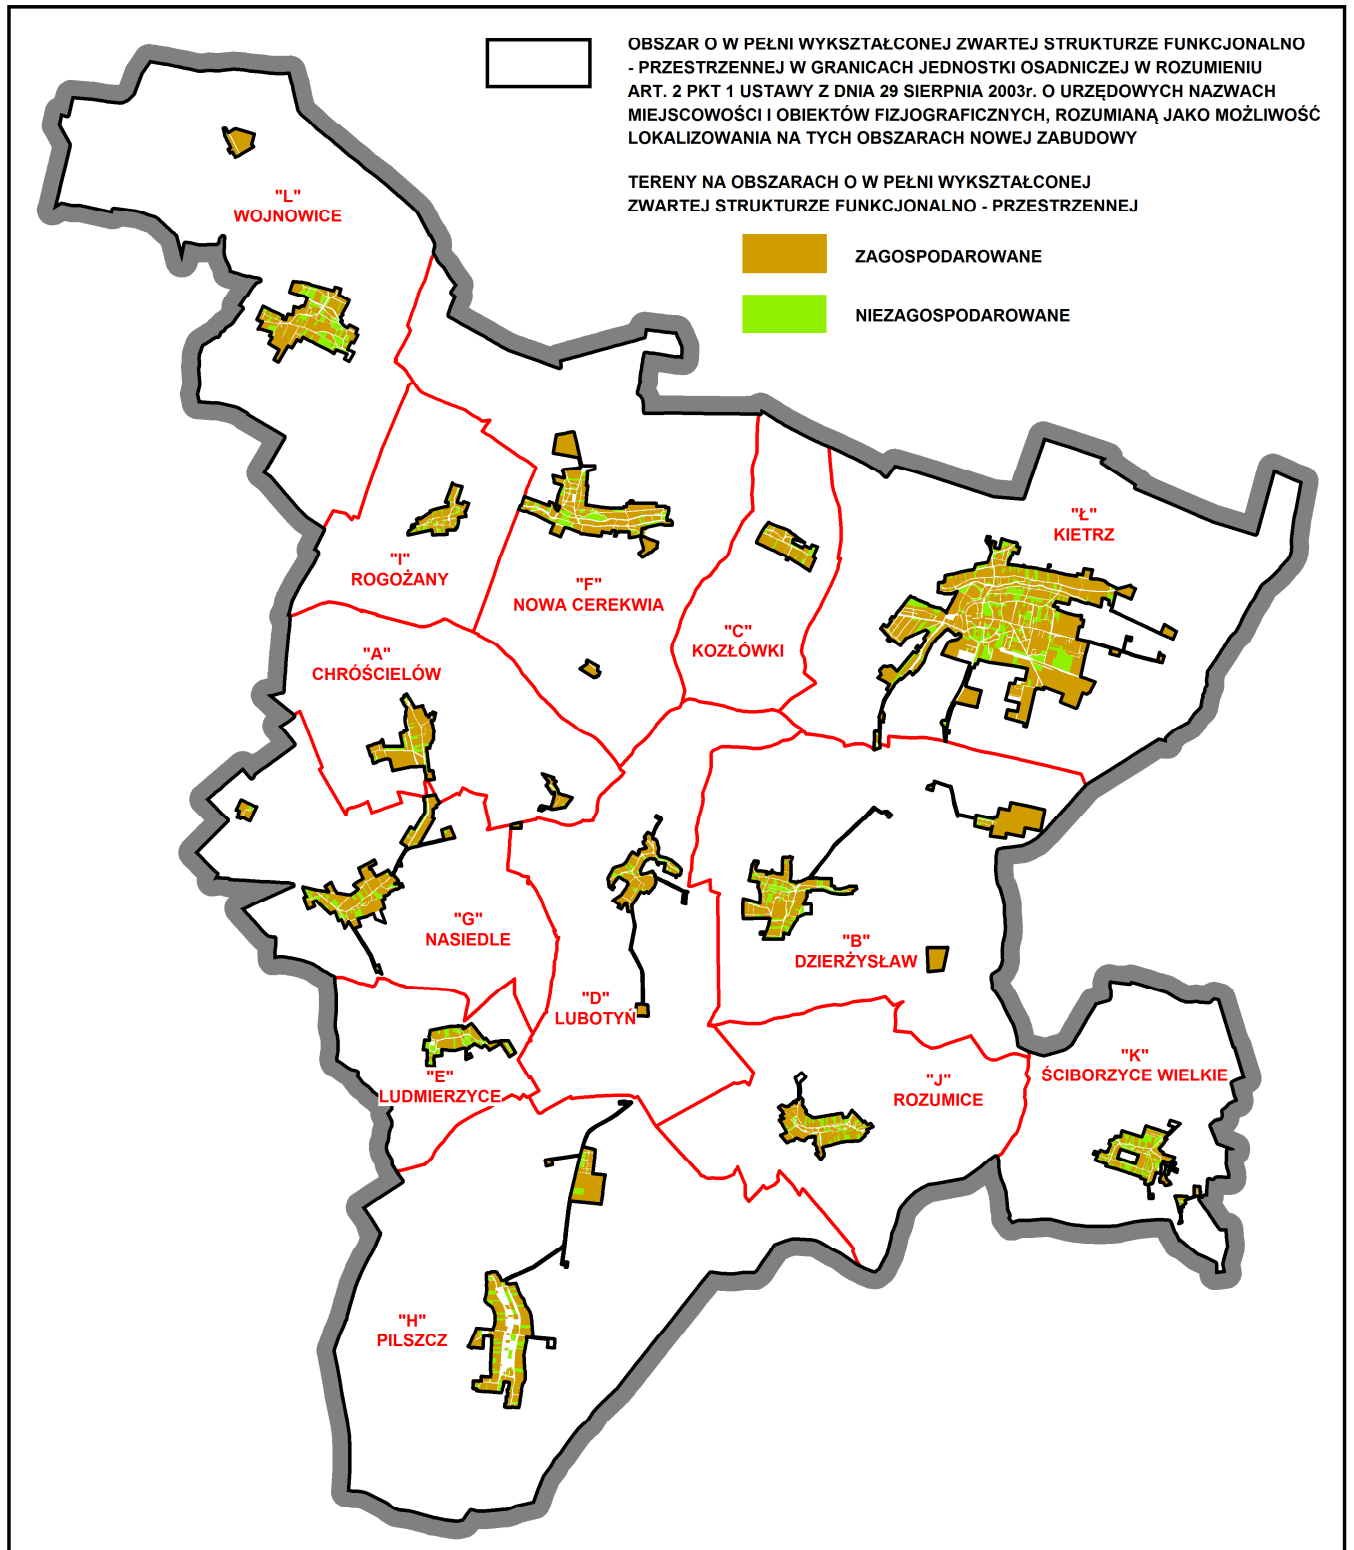 OBSZAR O W PEŁNI WYKSZTAŁCONEJ ZWARTEJ STRUKTURZE FUNKCJONALNO
- PRZESTRZENNEJ W GRANICACH JEDNOSTKI OSADNICZEJ W ROZUMIENIU
ART. 2 PKT 1 USTAWY Z DNIA 29 SIERPNIA 2003r. O URZĘDOWYCH NAZWACH
MIEJSCOWOŚCI I OBIEKTÓW FIZJOGRAFICZNYCH, ROZUMIANĄ JAKO MOŻLIWOŚĆ
LOKALIZOWANIA NA TYCH OBSZARACH NOWEJ ZABUDOWY
TERENY NA OBSZARACH O W PEŁNI WYKSZTAŁCONEJ
ZWARTEJ STRUKTURZE FUNKCJONALNO - PRZESTRZENNEJ
ZAGOSPODAROWANE
NIEZAGOSPODAROWANE
"L"
WOJNOWICE
"Ł"
KIETRZ
"I"
ROGOŻANY
"F"
NOWA CEREKWIA
"C"
KOZŁÓWKI
"A"
CHRÓŚCIELÓW
"G"
NASIEDLE
"B"
DZIERŻYSŁAW
"D"
LUBOTYŃ
"E"
LUDMIERZYCE
"J"
ROZUMICE
"K"
ŚCIBORZYCE WIELKIE
"H"
PILSZCZ